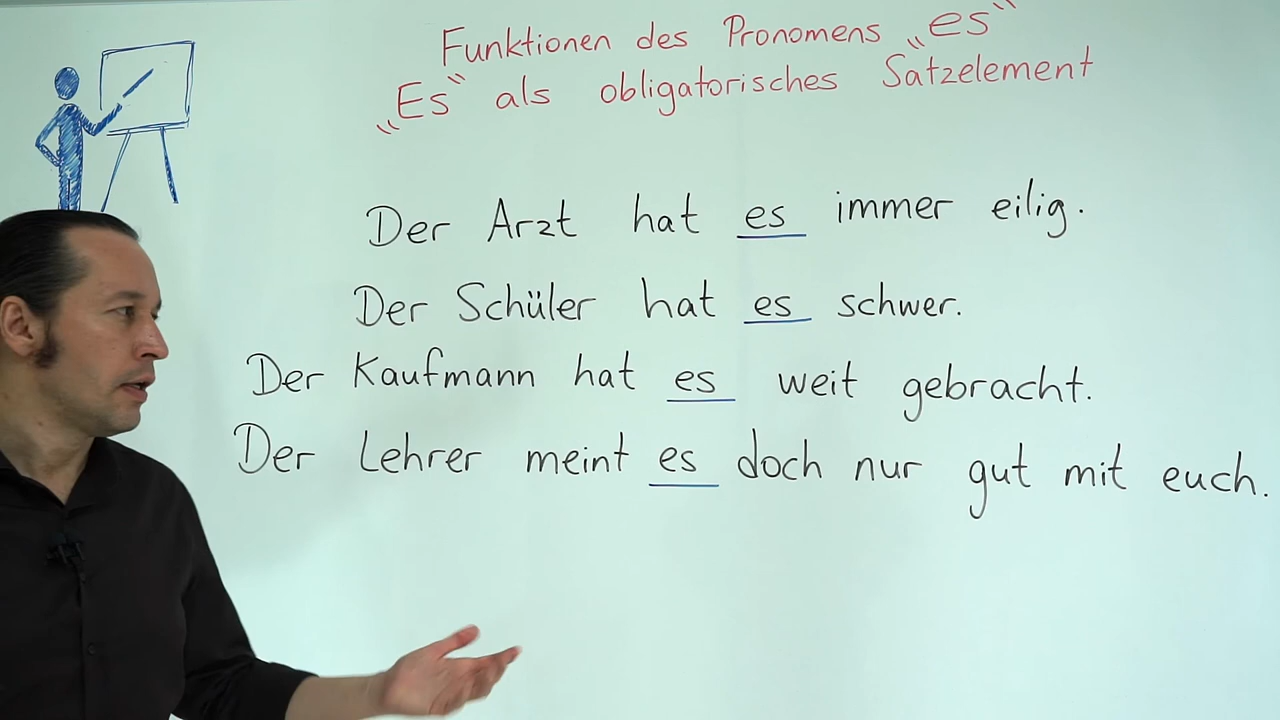 Funktionen des Pronomens „es“
„Es“ als obligatorisches Satzelement
Der Arzt hat es immer eilig.
Der Schüler hat es schwer.
Der Kaufmann hat es weit gebracht.
Der Lehrer meint es doch nur gut mit euch.